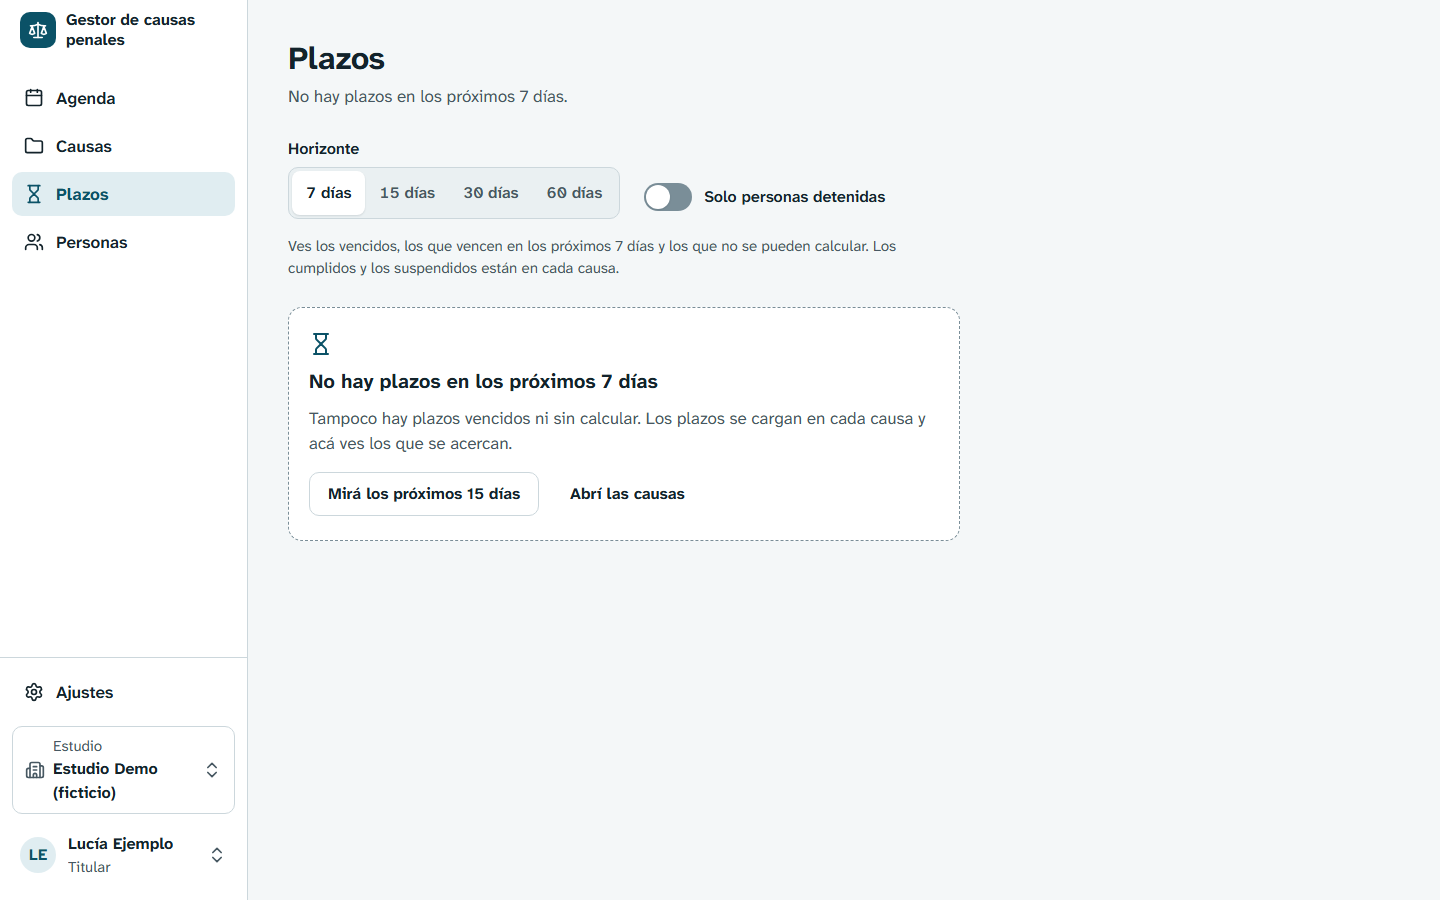 Gestor de causas
penales
Agenda
Causas
Plazos
Personas
Ajustes
Estudio
Estudio Demo
(ficticio)
LE
Lucía Ejemplo
Titular
Plazos
No hay plazos en los próximos 7 días.
Horizonte
7 días 15 días 30 días 60 días
Solo personas detenidas
Ves los vencidos, los que vencen en los próximos 7 días y los que no se pueden calcular. Los
cumplidos y los suspendidos están en cada causa.
No hay plazos en los próximos 7 días
Tampoco hay plazos vencidos ni sin calcular. Los plazos se cargan en cada causa y
acá ves los que se acercan.
Mirá los próximos 15 días
Abrí las causas